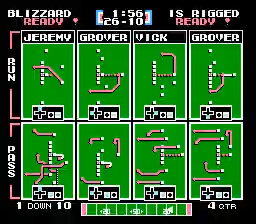 BLIZZARD 1:56 IS RIGGED
READY ! 26-10 READY !
JEREMY GROVER VICK GROVER
RUN
PASS
1 DOWN 10 4 QTR